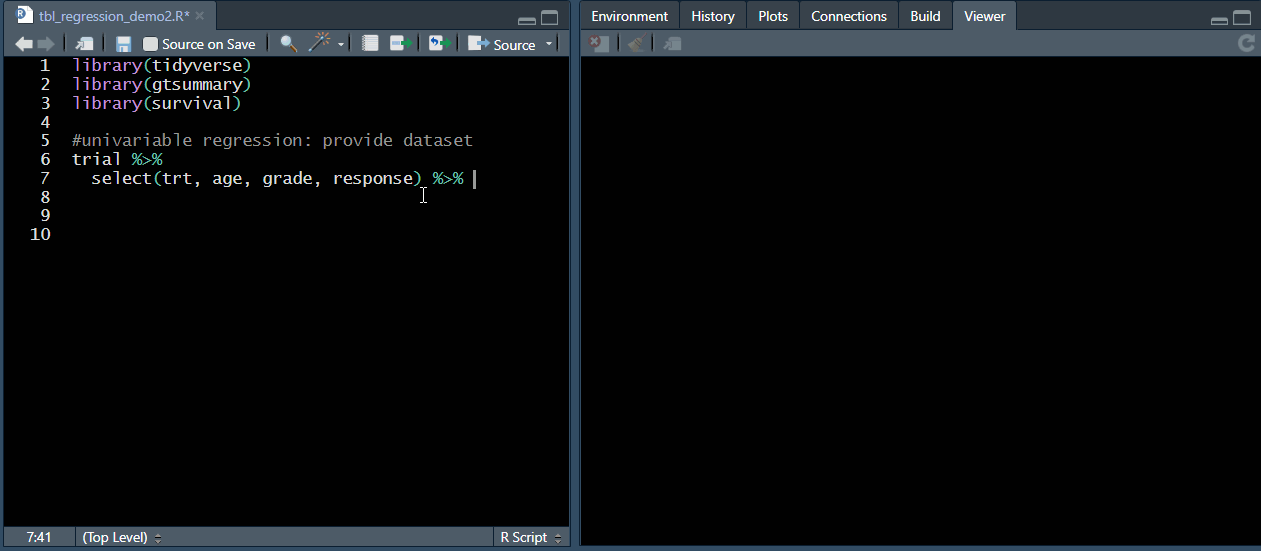 tbl_regression_demo2.R*
Source on Save
Source
1 library(tidyverse)
2 library(gtsummary)
3 library(survival)
4
5 #univariable regression: provide dataset
6 trial %>%
7   select(trt, age, grade, response) %>%
8
9
10
7:41 (Top Level) R Script
Environment History Plots Connections Build Viewer